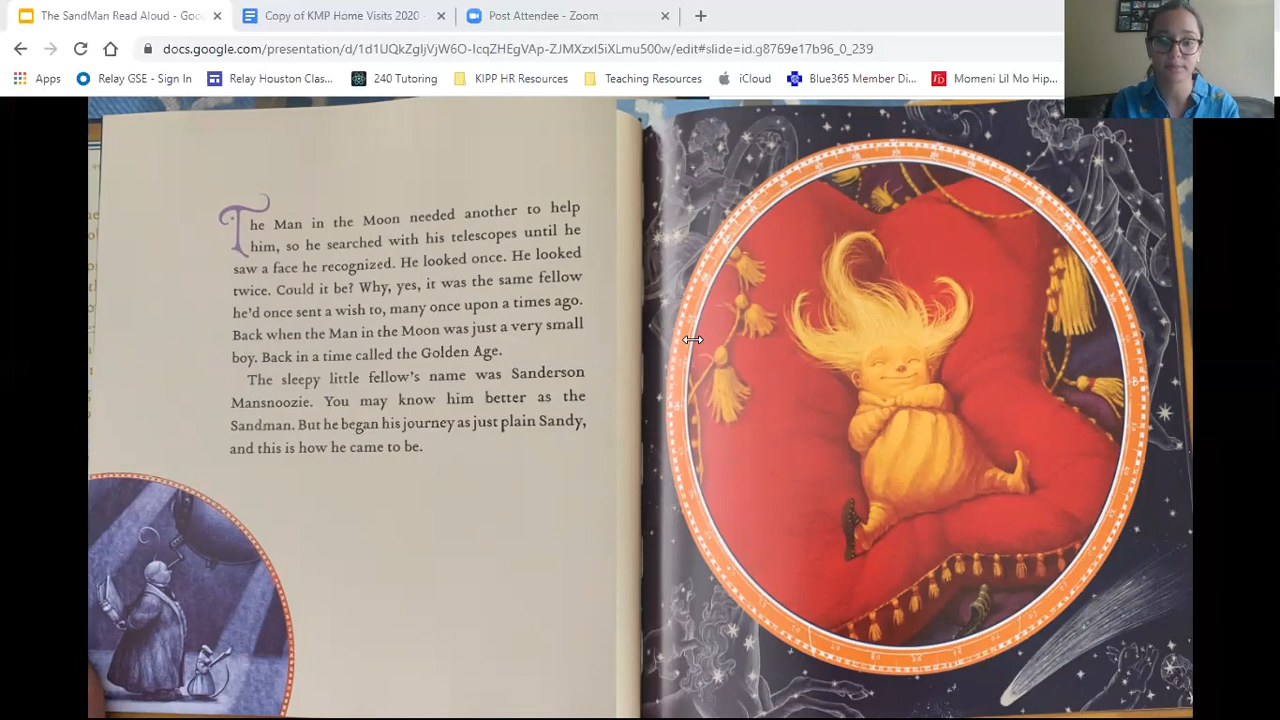 The SandMan Read Aloud - Goo
Copy of KMP Home Visits 2020 -
Post Attendee - Zoom
docs.google.com/presentation/d/1d1UQkZgIjVjW6O-IcqZHEgVAp-ZJMXzxI5iXLmu500w/edit#slide=id.g8769e17b96_0_239
Apps
Relay GSE - Sign In
Relay Houston Clas...
240 Tutoring
KIPP HR Resources
Teaching Resources
iCloud
Blue365 Member Di...
Momeni Lil Mo Hip...
The Man in the Moon needed another to help
him, so he searched with his telescopes until he
saw a face he recognized. He looked once. He looked
twice. Could it be? Why, yes, it was the same fellow
he'd once sent a wish to, many once upon a times ago.
Back when the Man in the Moon was just a very small
boy. Back in a time called the Golden Age.
The sleepy little fellow's name was Sanderson
Mansnoozie. You may know him better as the
Sandman. But he began his journey as just plain Sandy,
and this is how he came to be.